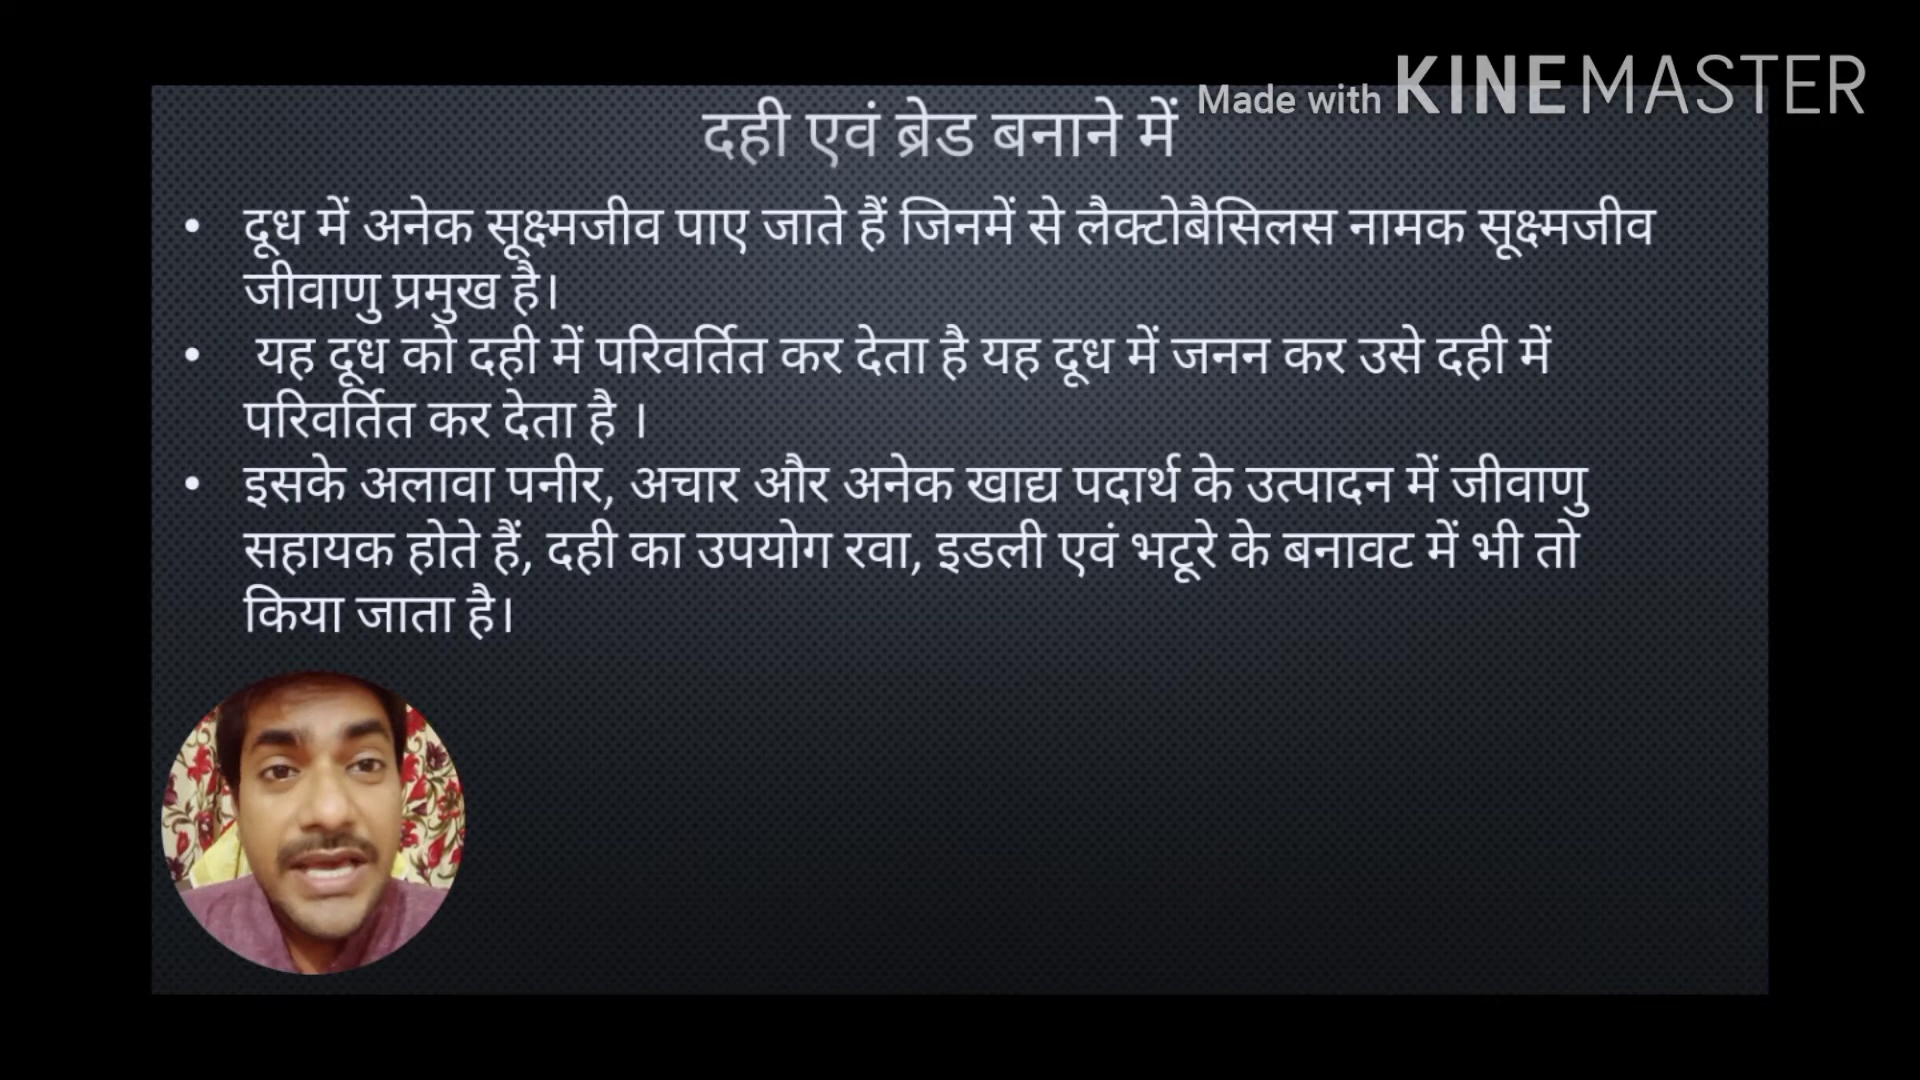 Made with KINEMASTER
दही एवं ब्रेड बनाने में
• दूध में अनेक सूक्ष्मजीव पाए जाते हैं जिनमें से लैक्टोबैसिलस नामक सूक्ष्मजीव
जीवाणु प्रमुख है।
• यह दूध को दही में परिवर्तित कर देता है यह दूध में जनन कर उसे दही में
परिवर्तित कर देता है ।
• इसके अलावा पनीर, अचार और अनेक खाद्य पदार्थ के उत्पादन में जीवाणु
सहायक होते हैं, दही का उपयोग रवा, इडली एवं भटूरे के बनावट में भी तो
किया जाता है।